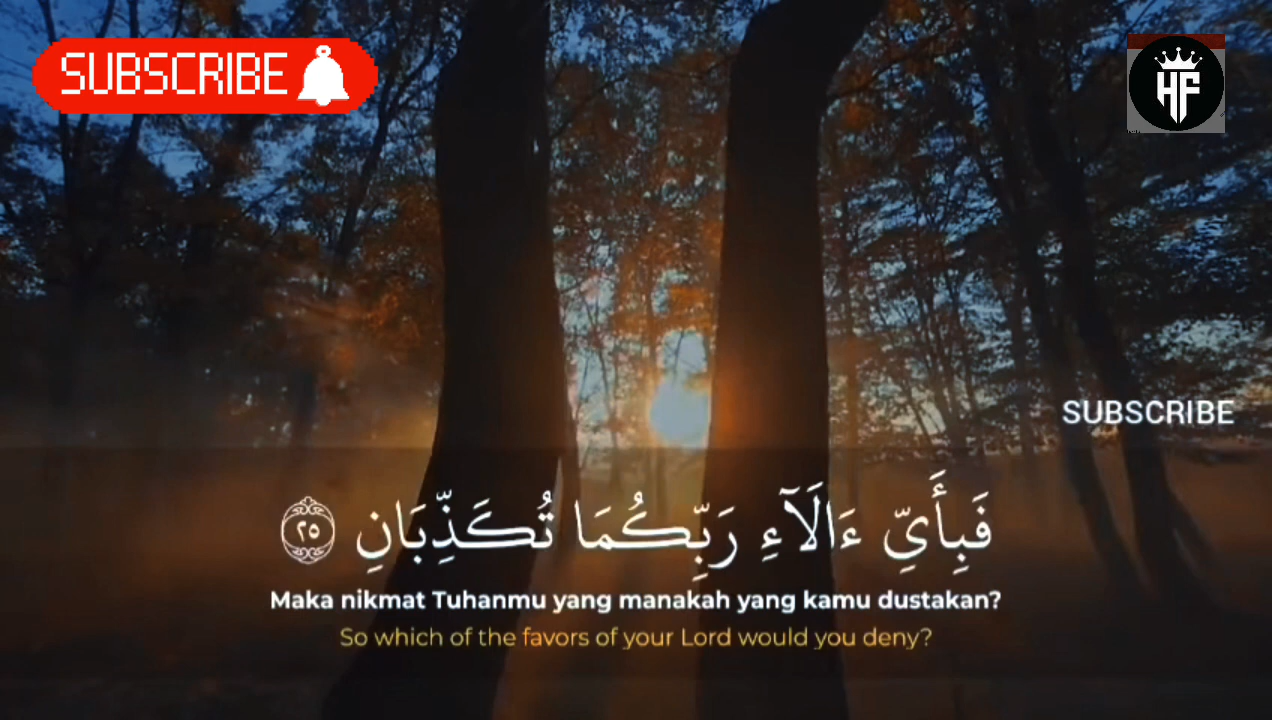 SUBSCRIBE
HF
SUBSCRIBE
فَبِأَيِّ ءَالَآءِ رَبِّكُمَا تُكَذِّبَانِ ٢٥
Maka nikmat Tuhanmu yang manakah yang kamu dustakan?
So which of the favors of your Lord would you deny?